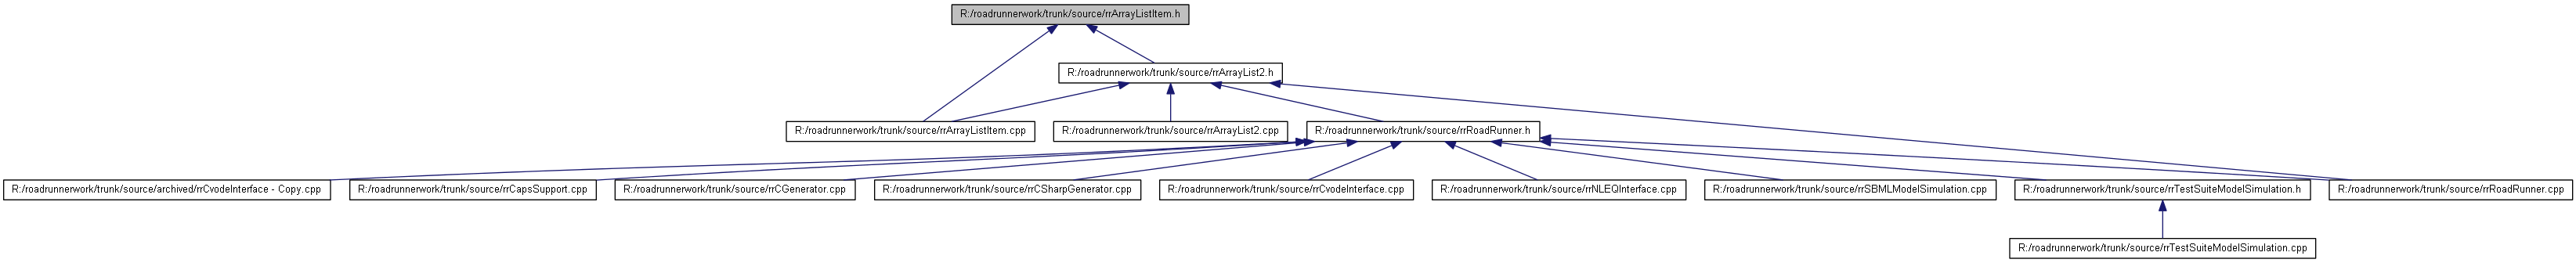 R:/roadrunnerwork/trunk/source/rrArrayListItem.h
R:/roadrunnerwork/trunk/source/rrArrayList2.h
R:/roadrunnerwork/trunk/source/rrArrayListItem.cpp
R:/roadrunnerwork/trunk/source/rrArrayList2.cpp
R:/roadrunnerwork/trunk/source/rrRoadRunner.h
R:/roadrunnerwork/trunk/source/archived/rrCvodeInterface - Copy.cpp
R:/roadrunnerwork/trunk/source/rrCapsSupport.cpp
R:/roadrunnerwork/trunk/source/rrCGenerator.cpp
R:/roadrunnerwork/trunk/source/rrCSharpGenerator.cpp
R:/roadrunnerwork/trunk/source/rrCvodeInterface.cpp
R:/roadrunnerwork/trunk/source/rrNLEQInterface.cpp
R:/roadrunnerwork/trunk/source/rrSBMLModelSimulation.cpp
R:/roadrunnerwork/trunk/source/rrTestSuiteModelSimulation.h
R:/roadrunnerwork/trunk/source/rrRoadRunner.cpp
R:/roadrunnerwork/trunk/source/rrTestSuiteModelSimulation.cpp